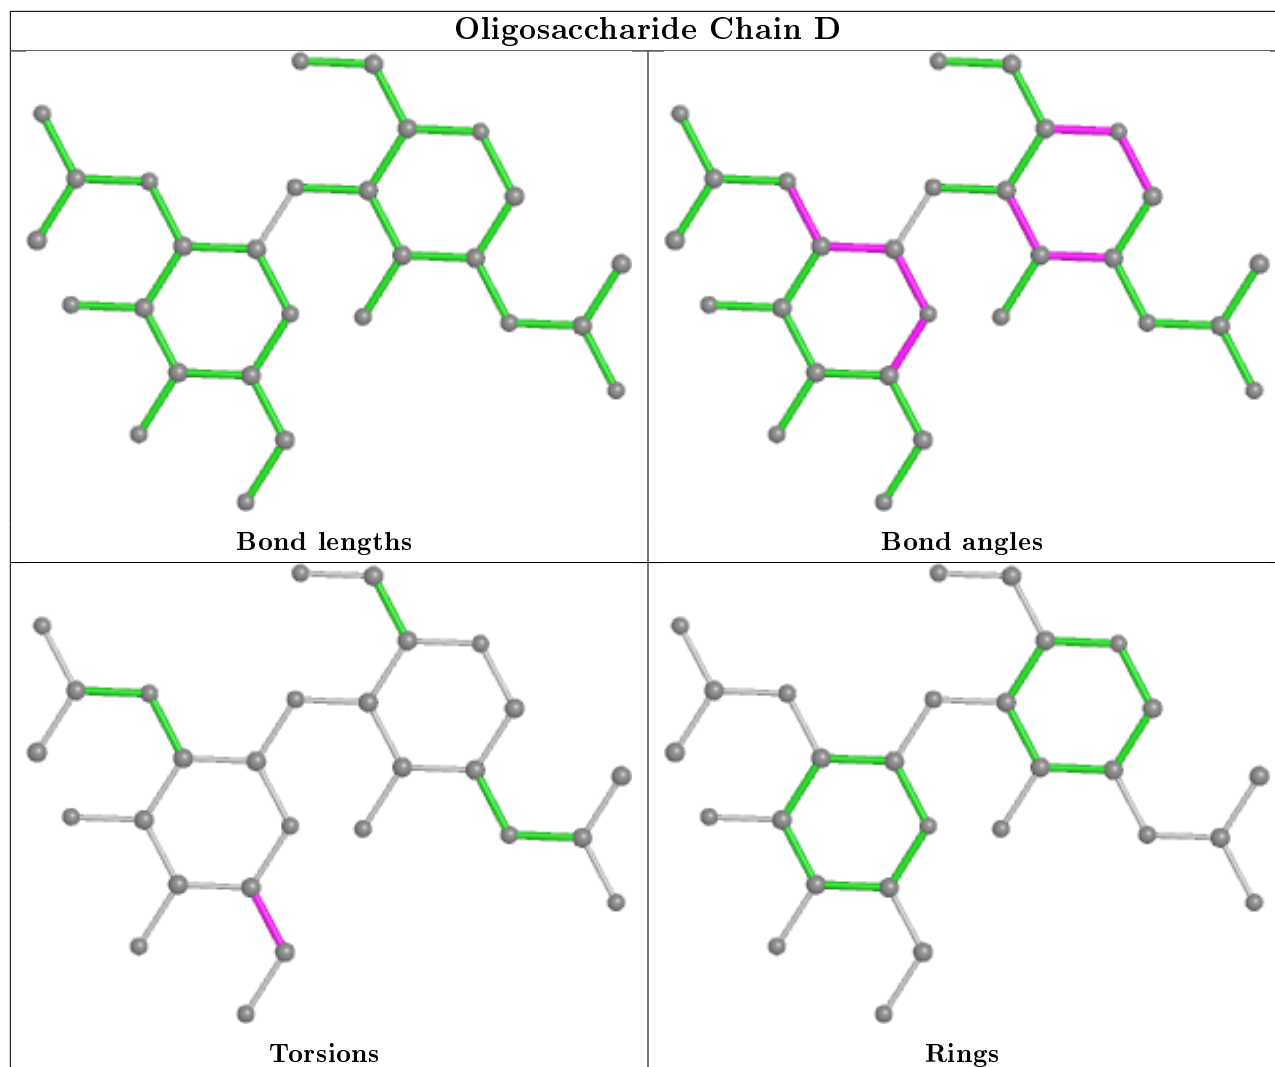 Oligosaccharide Chain D
Bond lengths
Bond angles
Torsions
Rings